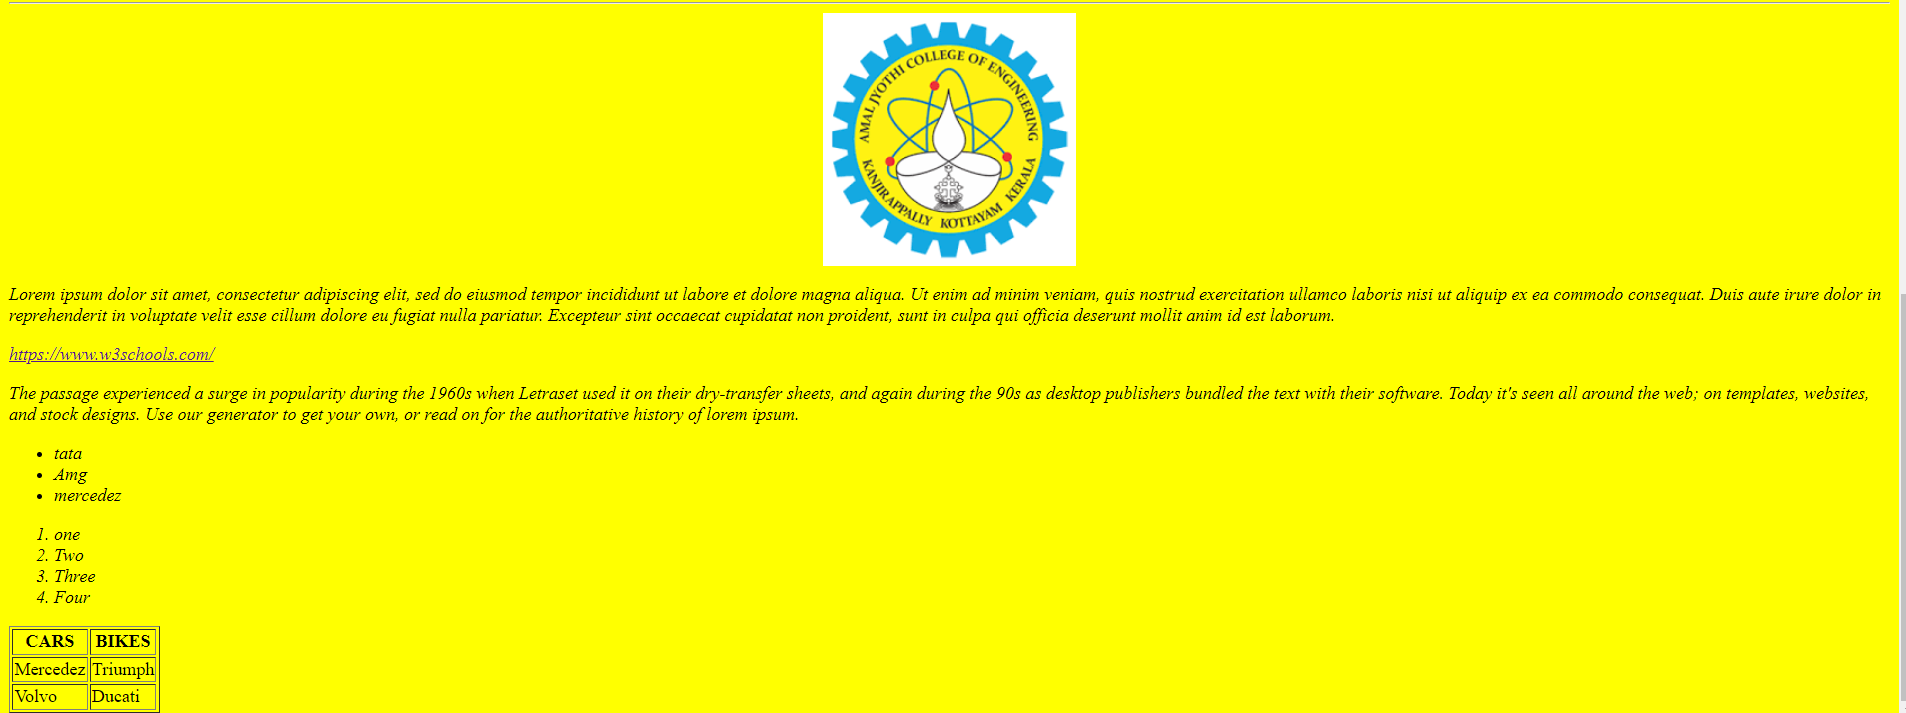 AMAL JYOTHI COLLEGE OF ENGINEERING
KANJIRAPPALLY KOTTAYAM KERALA
Lorem ipsum dolor sit amet, consectetur adipiscing elit, sed do eiusmod tempor incididunt ut labore et dolore magna aliqua. Ut enim ad minim veniam, quis nostrud exercitation ullamco laboris nisi ut aliquip ex ea commodo consequat. Duis aute irure dolor in
reprehenderit in voluptate velit esse cillum dolore eu fugiat nulla pariatur. Excepteur sint occaecat cupidatat non proident, sunt in culpa qui officia deserunt mollit anim id est laborum.
https://www.w3schools.com/
The passage experienced a surge in popularity during the 1960s when Letraset used it on their dry-transfer sheets, and again during the 90s as desktop publishers bundled the text with their software. Today it's seen all around the web; on templates, websites,
and stock designs. Use our generator to get your own, or read on for the authoritative history of lorem ipsum.
• tata
• Amg
• mercedez
1. one
2. Two
3. Three
4. Four
CARS BIKES
Mercedez Triumph
Volvo Ducati